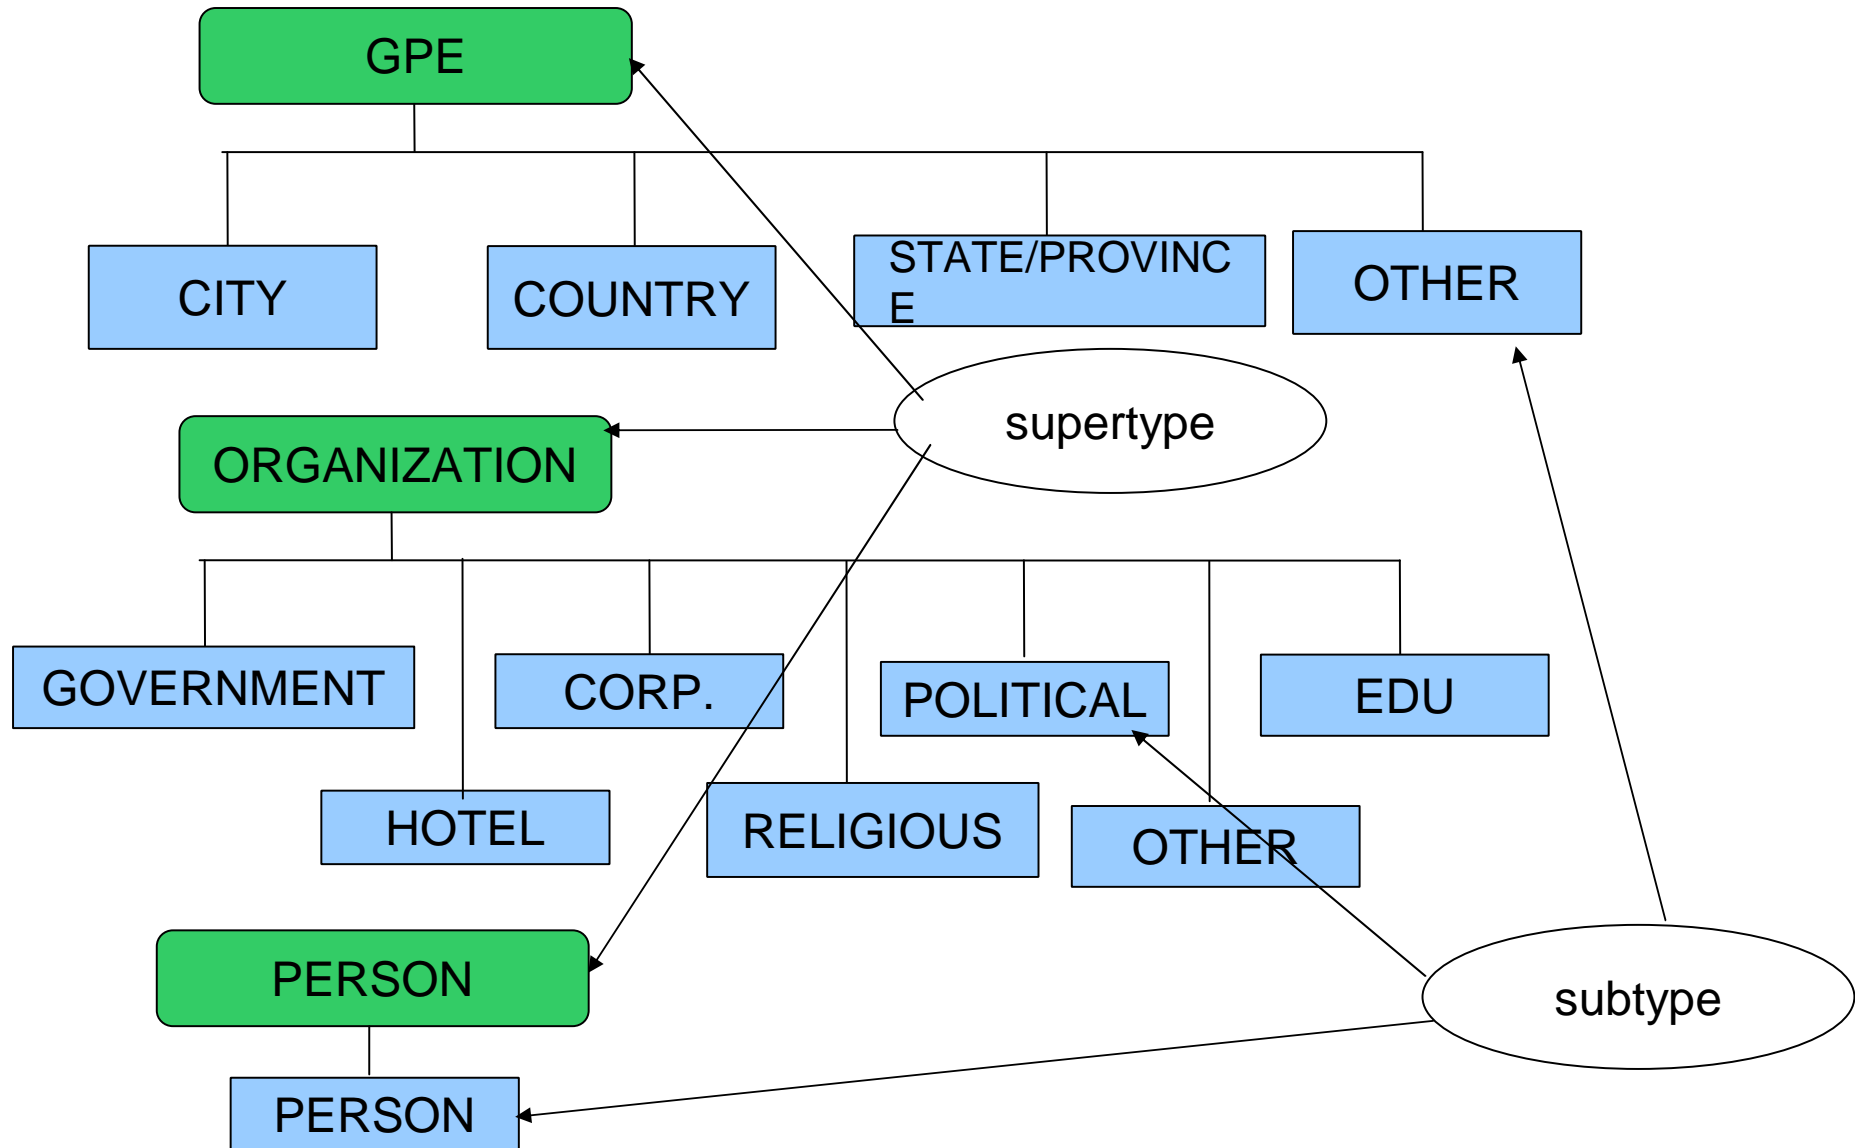 GPE
CITY
COUNTRY
STATE/PROVINC
E
OTHER
supertype
ORGANIZATION
GOVERNMENT
CORP.
POLITICAL
EDU
HOTEL
RELIGIOUS
OTHER
PERSON
subtype
PERSON